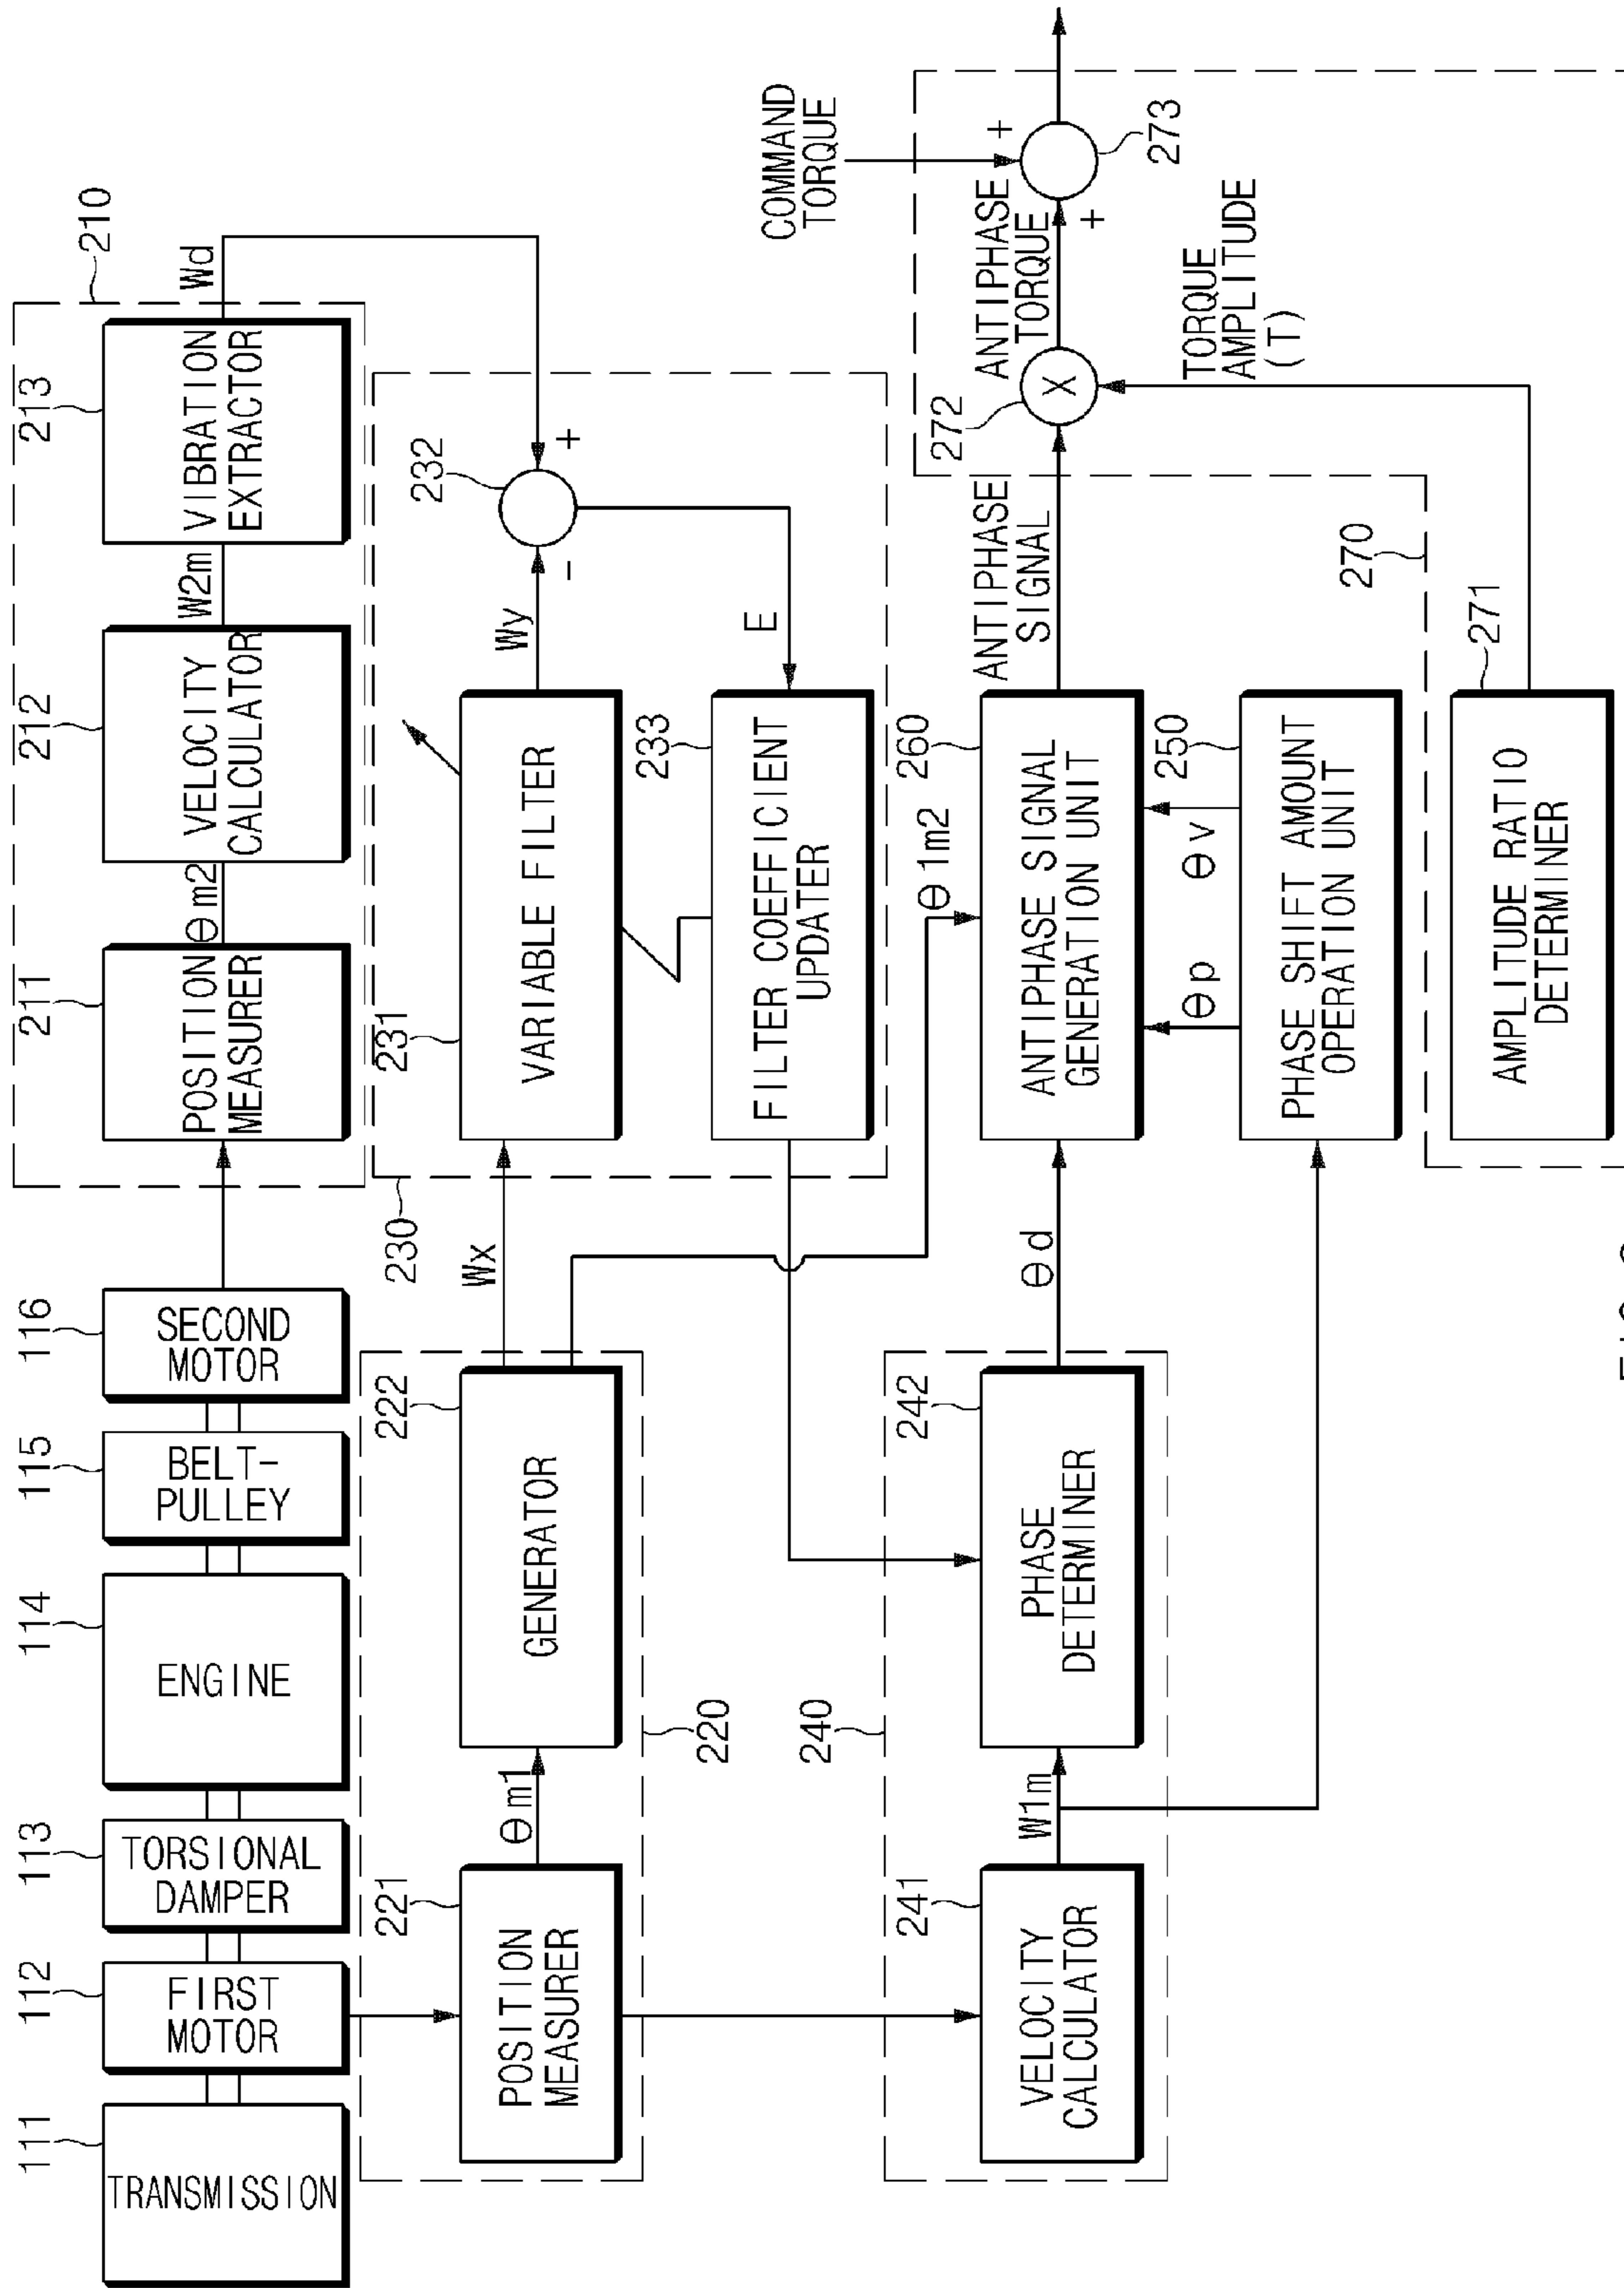 111
TRANSMISSION
112
FIRST
MOTOR
113
TORSIONAL
DAMPER
114
ENGINE
115
BELT-
PULLEY
116
SECOND
MOTOR
211
POSITION
MEASURER
θm2
212
VELOCITY
CALCULATOR
W2m
213
VIBRATION
EXTRACTOR
Wd
210
221
POSITION
MEASURER
θm1
222
GENERATOR
220
Wx
230
231
VARIABLE FILTER
Wy
-
232
+
E
233
FILTER COEFFICIENT
UPDATER
θ1m2
240
241
VELOCITY
CALCULATOR
W1m
242
PHASE
DETERMINER
θd
260
ANTIPHASE SIGNAL
GENERATION UNIT
θp
θv
250
PHASE SHIFT AMOUNT
OPERATION UNIT
ANTIPHASE
SIGNAL
270
271
AMPLITUDE RATIO
DETERMINER
272
X
ANTIPHASE
TORQUE
TORQUE
AMPLITUDE
(T)
COMMAND
TORQUE
+
+
273